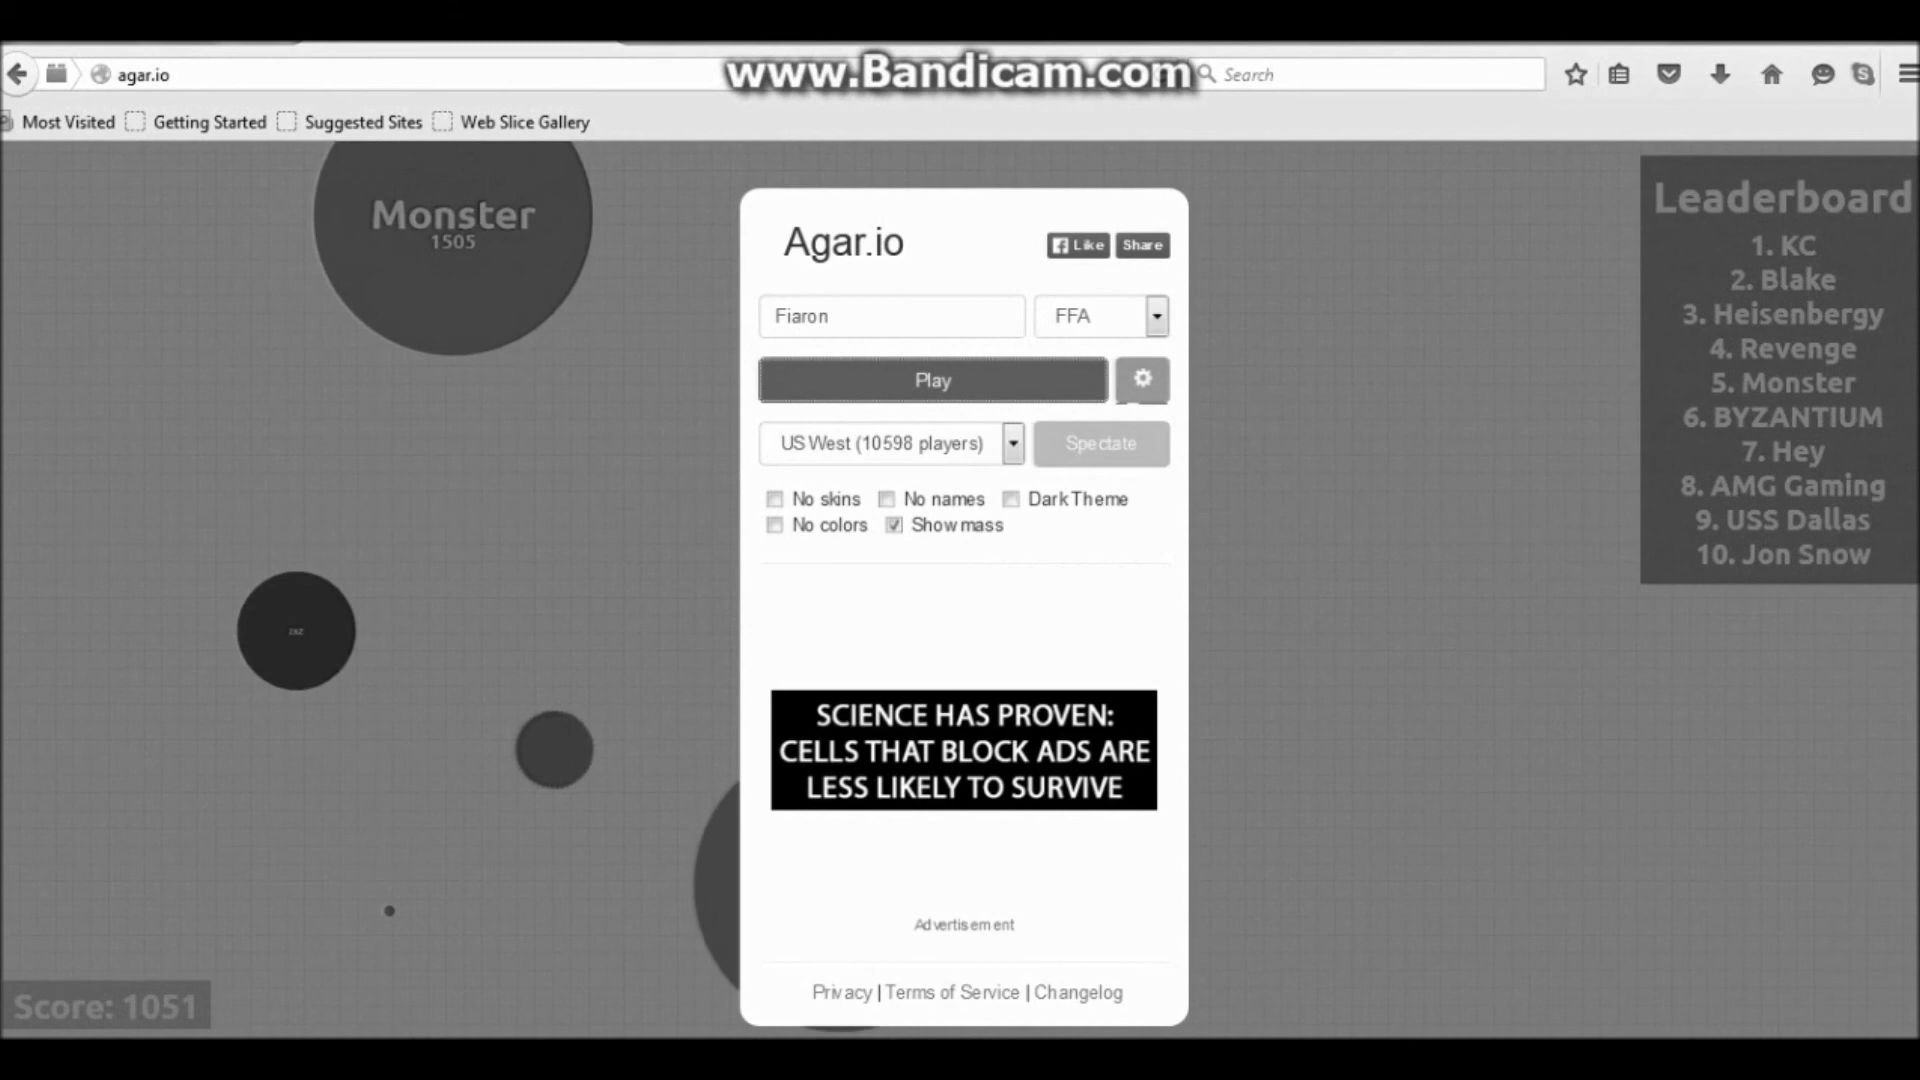 agar.io
www.Bandicam.com
Search
Most Visited
Getting Started
Suggested Sites
Web Slice Gallery
Monster
1505
Agar.io
Like
Share
Fiaron
FFA
Play
US West (10598 players)
Spectate
No skins
No names
Dark Theme
No colors
Show mass
SCIENCE HAS PROVEN:
CELLS THAT BLOCK ADS ARE
LESS LIKELY TO SURVIVE
Advertisement
Privacy | Terms of Service | Changelog
Leaderboard
1. KC
2. Blake
3. Heisenbergy
4. Revenge
5. Monster
6. BYZANTIUM
7. Hey
8. AMG Gaming
9. USS Dallas
10. Jon Snow
Score: 1051